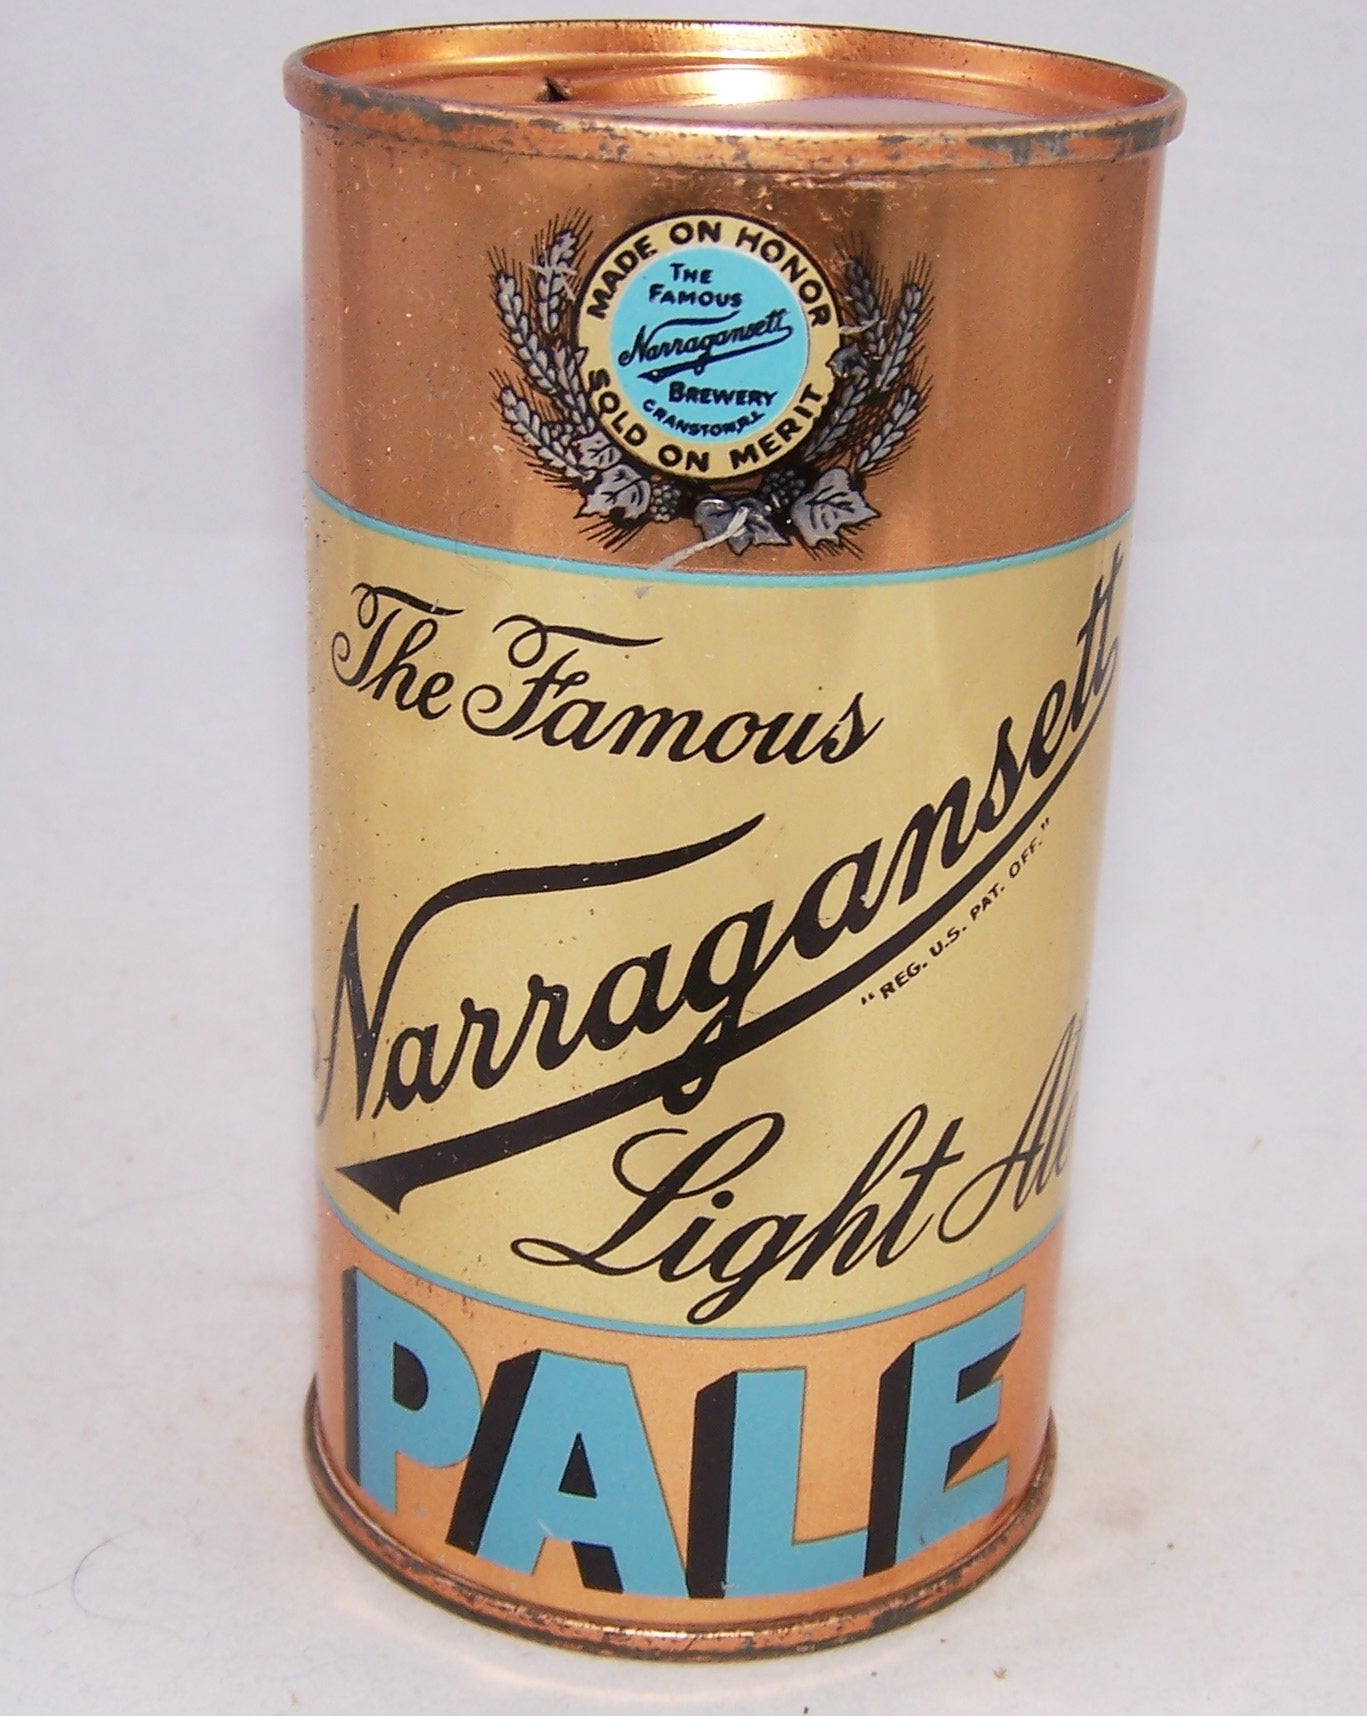 MADE ON HONOR
THE
FAMOUS
Narragansett
BREWERY
CRANSTON, R.I.
SOLD ON MERIT
The Famous
Narragansett
"REG. U.S. PAT. OFF."
Light Ale
PALE